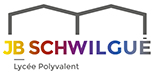 JB SCHWILGUÉ
Lycée Polyvalent